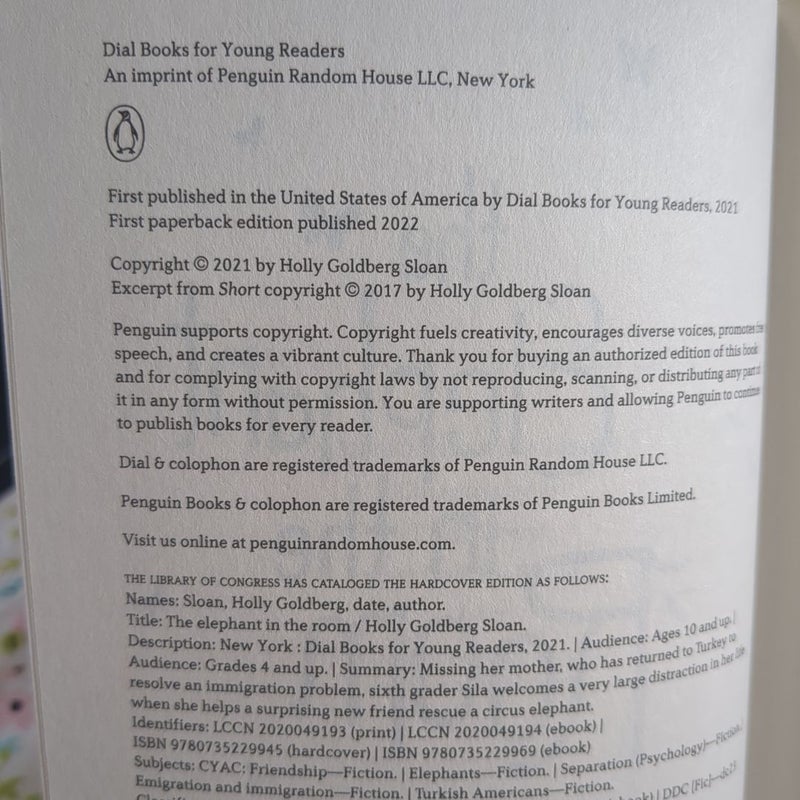 Dial Books for Young Readers
An imprint of Penguin Random House LLC, New York
First published in the United States of America by Dial Books for Young Readers, 2021
First paperback edition published 2022
Copyright © 2021 by Holly Goldberg Sloan
Excerpt from Short copyright © 2017 by Holly Goldberg Sloan
Penguin supports copyright. Copyright fuels creativity, encourages diverse voices, promotes free
speech, and creates a vibrant culture. Thank you for buying an authorized edition of this book
and for complying with copyright laws by not reproducing, scanning, or distributing any part of
it in any form without permission. You are supporting writers and allowing Penguin to continue
to publish books for every reader.
Dial & colophon are registered trademarks of Penguin Random House LLC.
Penguin Books & colophon are registered trademarks of Penguin Books Limited.
Visit us online at penguinrandomhouse.com.
THE LIBRARY OF CONGRESS HAS CATALOGED THE HARDCOVER EDITION AS FOLLOWS:
Names: Sloan, Holly Goldberg, date, author.
Title: The elephant in the room / Holly Goldberg Sloan.
Description: New York : Dial Books for Young Readers, 2021. | Audience: Ages 10 and up. |
Audience: Grades 4 and up. | Summary: Missing her mother, who has returned to Turkey to
resolve an immigration problem, sixth grader Sila welcomes a very large distraction in her life
when she helps a surprising new friend rescue a circus elephant.
Identifiers: LCCN 2020049193 (print) | LCCN 2020049194 (ebook) |
ISBN 9780735229945 (hardcover) | ISBN 9780735229969 (ebook)
Subjects: CYAC: Friendship—Fiction. | Elephants—Fiction. | Separation (Psychology)—Fiction. |
Emigration and immigration—Fiction. | Turkish Americans—Fiction.
| DDC [Fic]—dc23